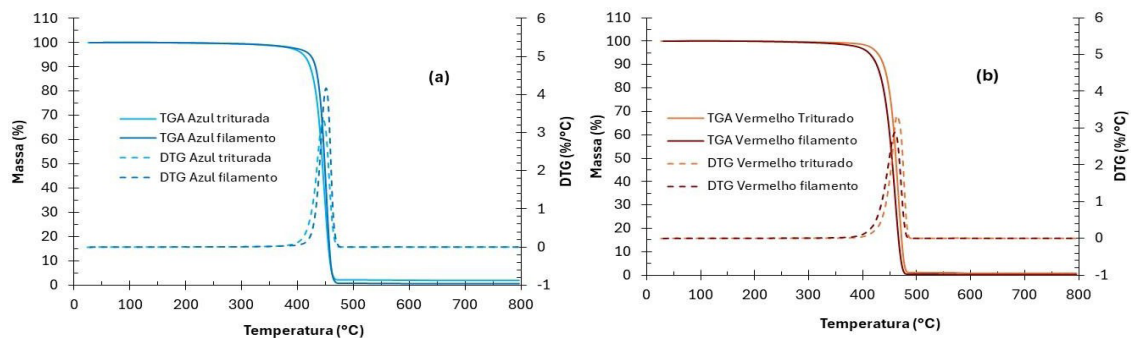 110
100
90
80
70
60
50
40
30
20
10
0
Massa (%)
6
5
4
3
2
1
0
-1
DTG (%/°C)
(a)
TGA Azul triturada
TGA Azul filamento
DTG Azul triturada
DTG Azul filamento
0 100 200 300 400 500 600 700 800
Temperatura (°C)
110
100
90
80
70
60
50
40
30
20
10
0
Massa (%)
6
5
4
3
2
1
0
-1
DTG (%/°C)
(b)
TGA Vermelho Triturado
TGA Vermelho filamento
DTG Vermelho triturado
DTG Vermelho filamento
0 100 200 300 400 500 600 700 800
Temperatura (°C)